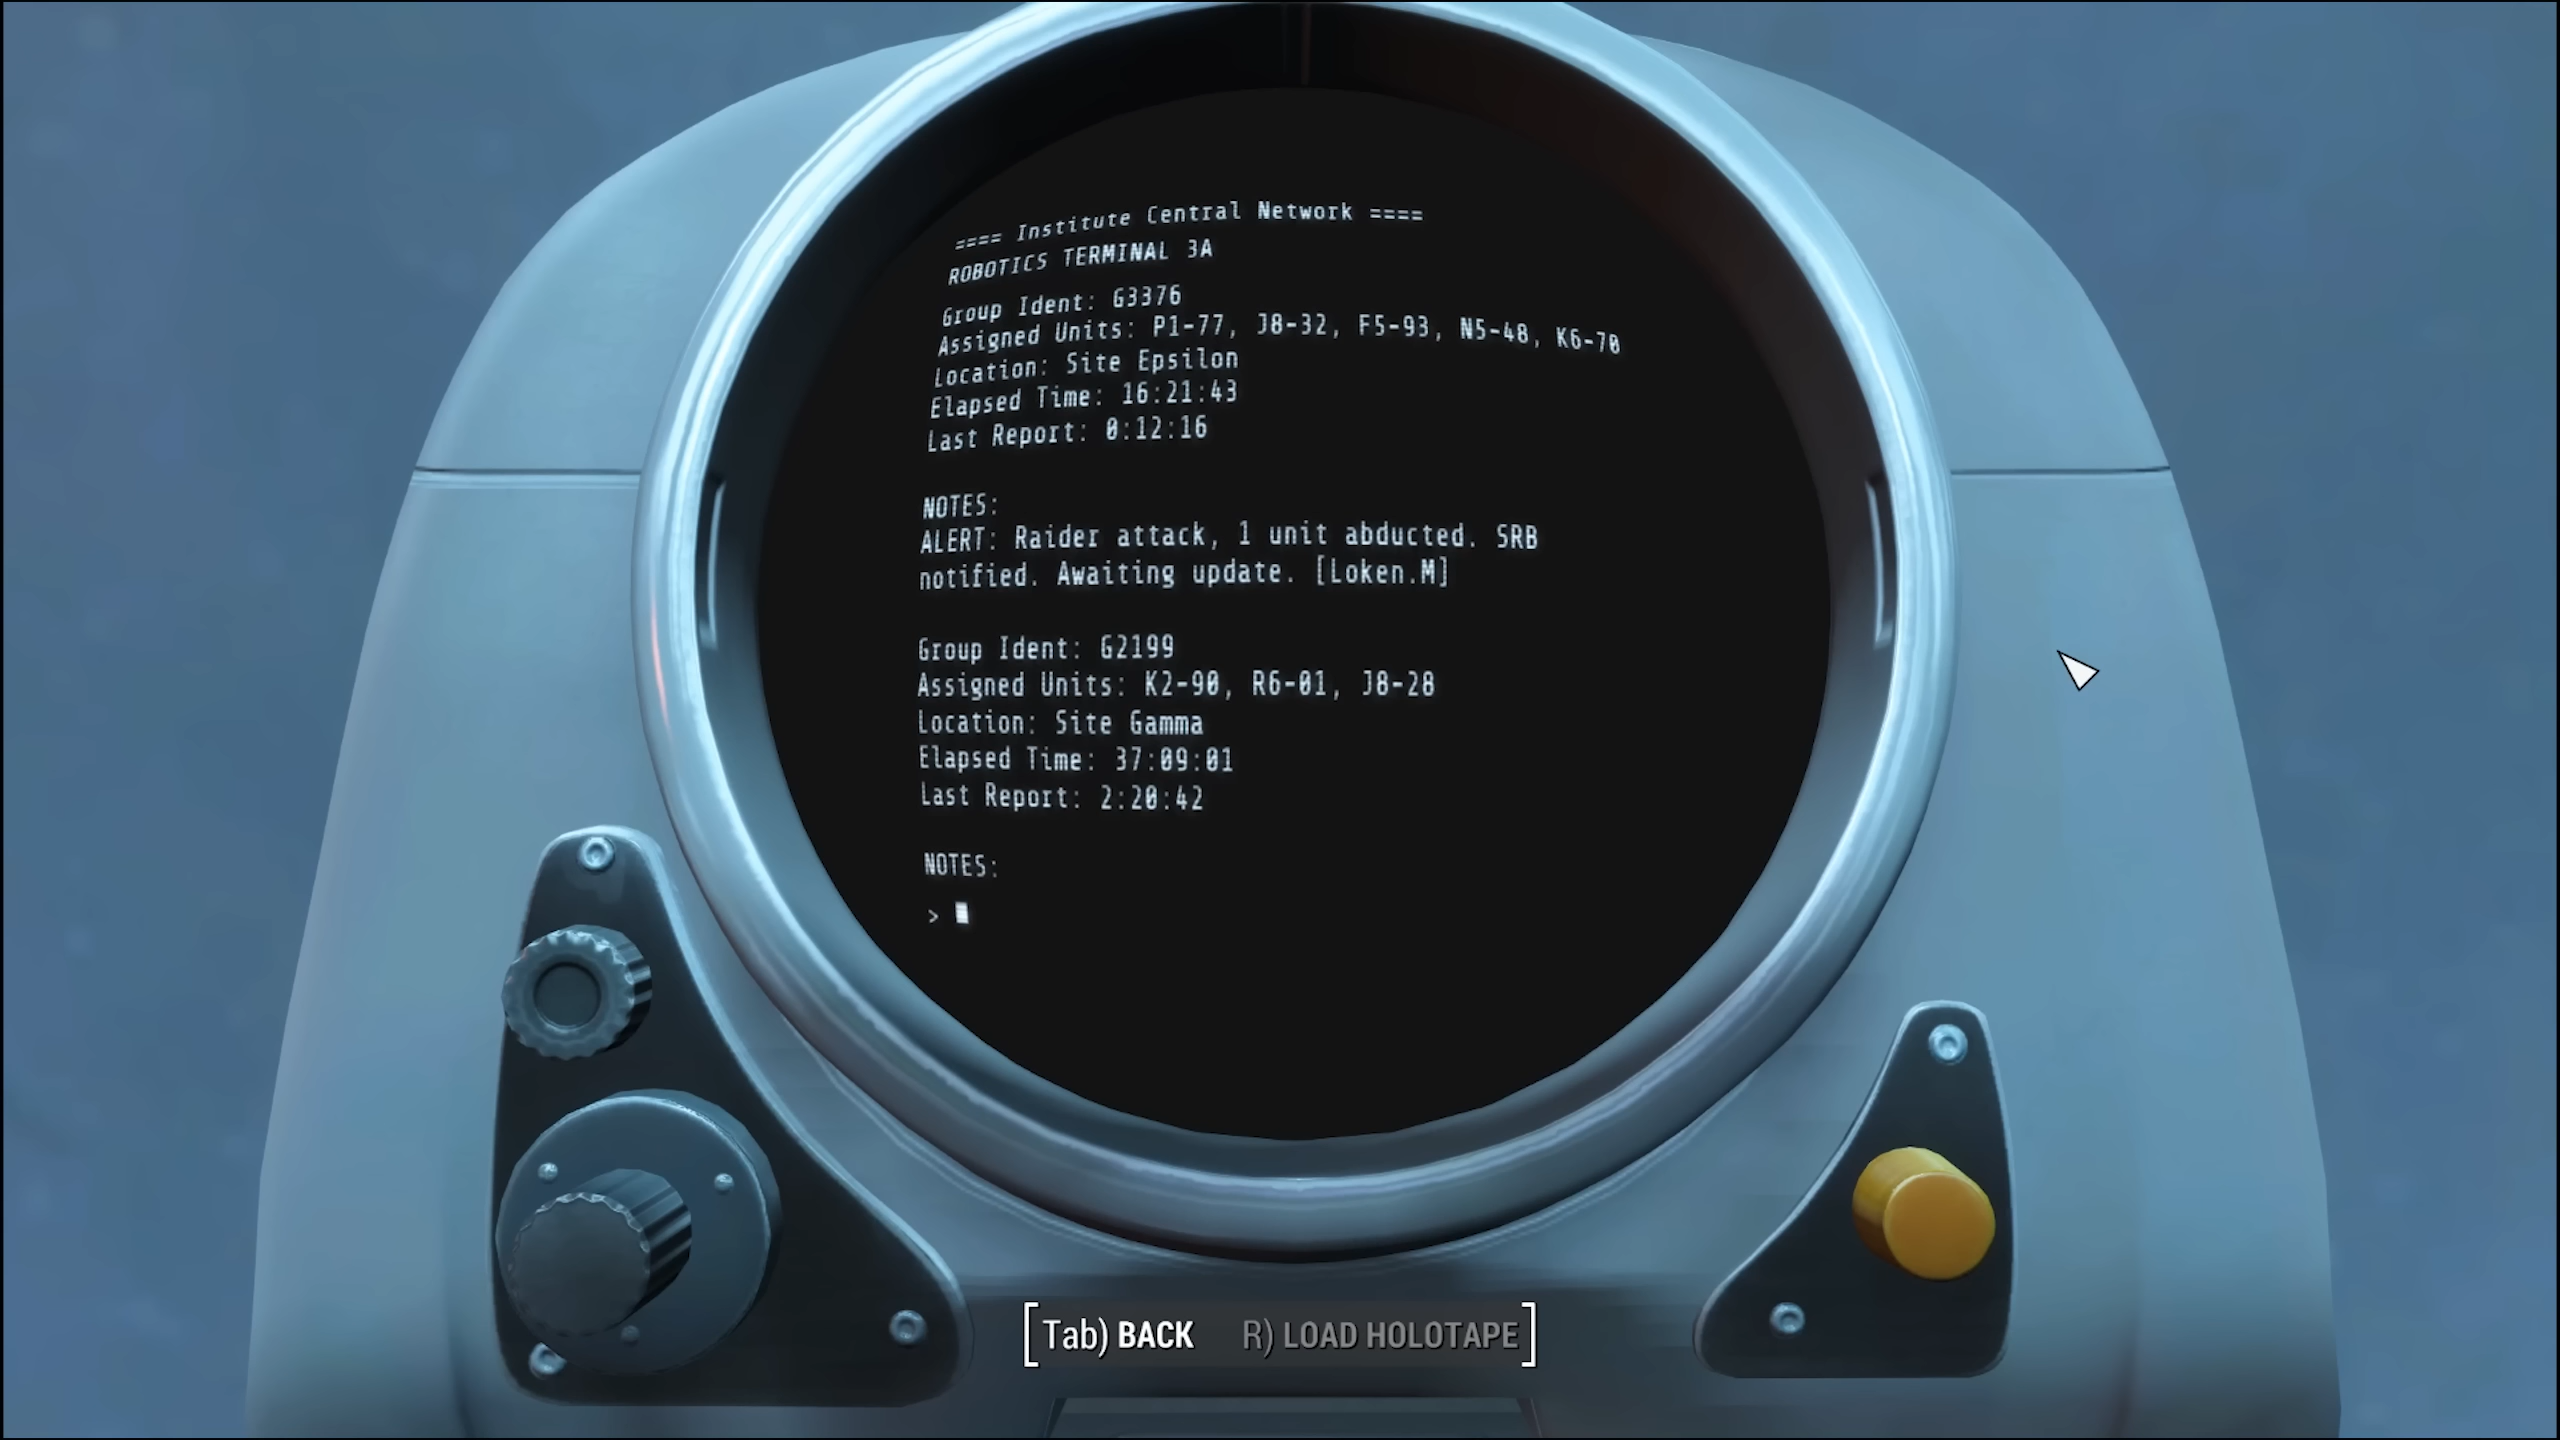 ==== Institute Central Network ====
ROBOTICS TERMINAL 3A
Group Ident: G3376
Assigned Units: P1-77, J8-32, F5-93, N5-48, K6-70
Location: Site Epsilon
Elapsed Time: 16:21:43
Last Report: 0:12:16
NOTES:
ALERT: Raider attack, 1 unit abducted. SRB
notified. Awaiting update. [Loken.M]
Group Ident: G2199
Assigned Units: K2-90, R6-01, J8-28
Location: Site Gamma
Elapsed Time: 37:09:01
Last Report: 2:20:42
NOTES:
>
[Tab) BACK R) LOAD HOLOTAPE]